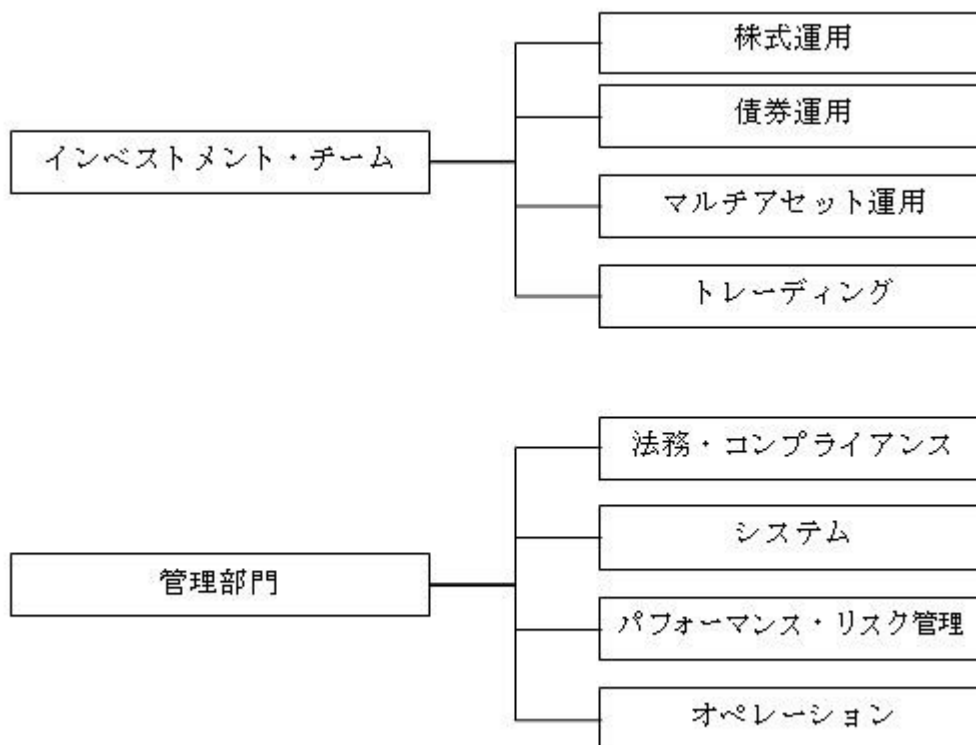 株式運用
債券運用
インベストメント・チーム
マルチアセット運用
トレーディング
法務・コンプライアンス
システム
管理部門
パフォーマンス・リスク管理
オペレーション